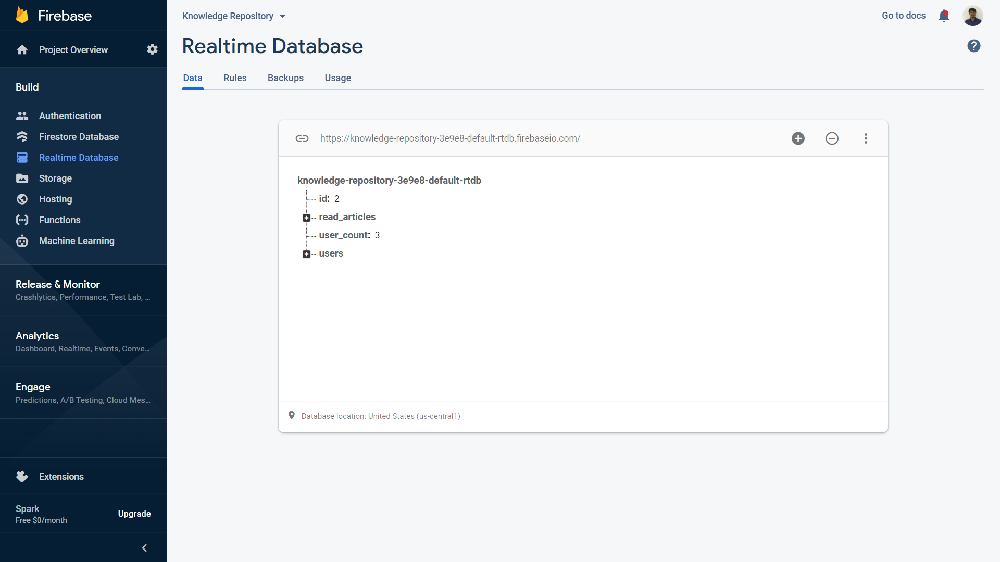 Firebase
Project Overview
Build
Authentication
Firestore Database
Realtime Database
Storage
Hosting
Functions
Machine Learning
Release & Monitor
Crashlytics, Performance, Test Lab, ...
Analytics
Dashboard, Realtime, Events, Conve...
Engage
Predictions, A/B Testing, Cloud Mes...
Extensions
Spark
Free $0/month
Upgrade
Knowledge Repository
Go to docs
Realtime Database
Data Rules Backups Usage
https://knowledge-repository-3e9e8-default-rtdb.firebaseio.com/
knowledge-repository-3e9e8-default-rtdb
id: 2
read_articles
user_count: 3
users
Database location: United States (us-central1)